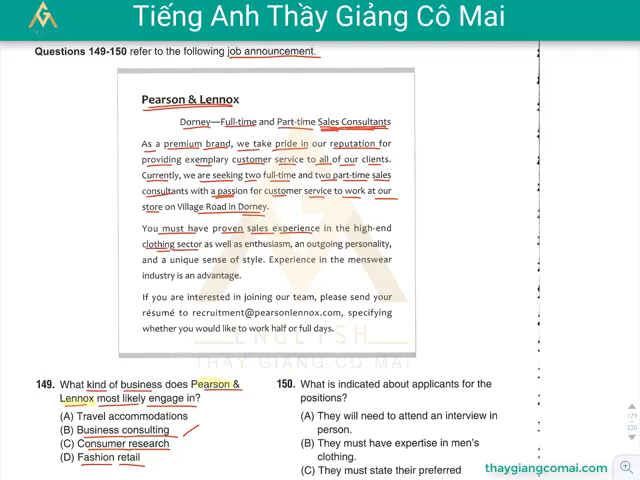 Tiếng Anh Thầy Giảng Cô Mai
Questions 149-150 refer to the following job announcement.
Pearson & Lennox
Dorney—Full-time and Part-time Sales Consultants
As a premium brand, we take pride in our reputation for
providing exemplary customer service to all of our clients.
Currently, we are seeking two full-time and two part-time sales
consultants with a passion for customer service to work at our
store on Village Road in Dorney.
You must have proven sales experience in the high-end
clothing sector as well as enthusiasm, an outgoing personality,
and a unique sense of style. Experience in the menswear
industry is an advantage.
If you are interested in joining our team, please send your
résumé to recruitment@pearsonlennox.com, specifying
whether you would like to work half or full days.
ENGLISH
THAY GIANG.CO MAI
149. What kind of business does Pearson &
Lennox most likely engage in?
(A) Travel accommodations
(B) Business consulting
(C) Consumer research
(D) Fashion retail
150. What is indicated about applicants for the
positions?
(A) They will need to attend an interview in
person.
(B) They must have expertise in men's
clothing.
(C) They must state their preferred
179
220
thaygiangcomai.com